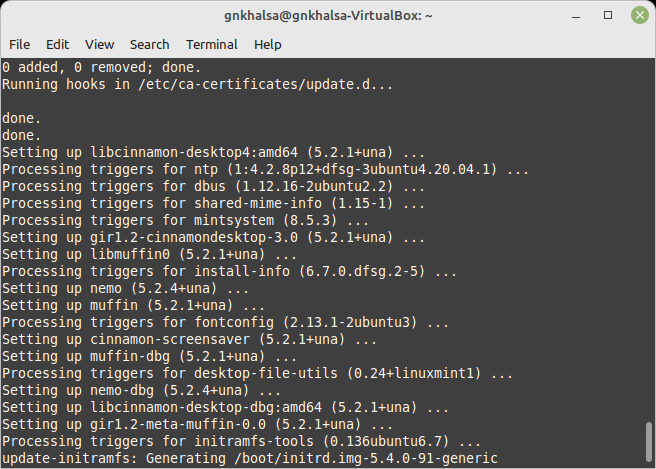 gnkhalsa@gnkhalsa-VirtualBox: ~
File Edit View Search Terminal Help
0 added, 0 removed; done.
Running hooks in /etc/ca-certificates/update.d...
done.
done.
Setting up libcinnamon-desktop4:amd64 (5.2.1+una) ...
Processing triggers for ntp (1:4.2.8p12+dfsg-3ubuntu4.20.04.1) ...
Processing triggers for dbus (1.12.16-2ubuntu2.2) ...
Processing triggers for shared-mime-info (1.15-1) ...
Processing triggers for mintsystem (8.5.3) ...
Setting up gir1.2-cinnamondesktop-3.0 (5.2.1+una) ...
Setting up libmuffin0 (5.2.1+una) ...
Processing triggers for install-info (6.7.0.dfsg.2-5) ...
Setting up nemo (5.2.4+una) ...
Setting up muffin (5.2.1+una) ...
Processing triggers for fontconfig (2.13.1-2ubuntu3) ...
Setting up cinnamon-screensaver (5.2.1+una) ...
Setting up muffin-dbg (5.2.1+una) ...
Processing triggers for desktop-file-utils (0.24+linuxmint1) ...
Setting up nemo-dbg (5.2.4+una) ...
Setting up libcinnamon-desktop-dbg:amd64 (5.2.1+una) ...
Setting up gir1.2-meta-muffin-0.0 (5.2.1+una) ...
Processing triggers for initramfs-tools (0.136ubuntu6.7) ...
update-initramfs: Generating /boot/initrd.img-5.4.0-91-generic